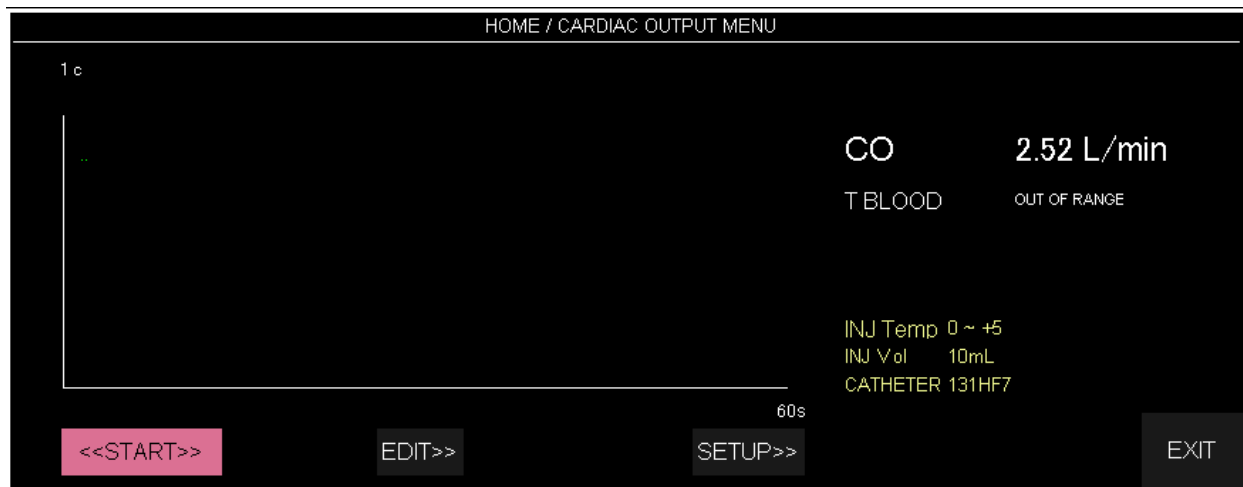 HOME / CARDIAC OUTPUT MENU
1 c
CO 2.52 L/min
T BLOOD OUT OF RANGE
INJ Temp 0 ~ +5
INJ Vol 10mL
CATHETER 131HF7
60s
<<START>> EDIT>> SETUP>> EXIT